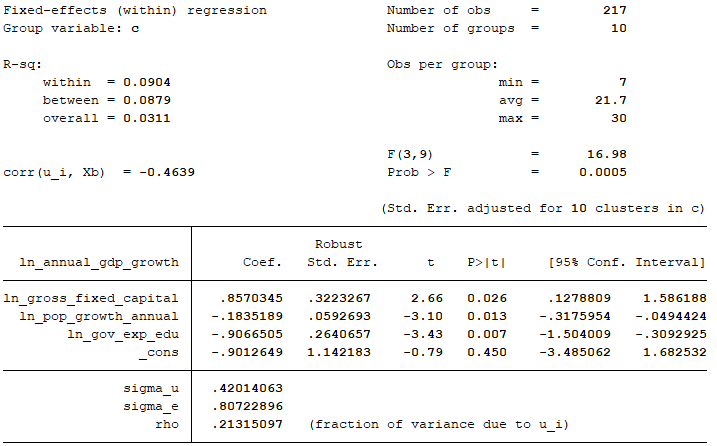 Fixed-effects (within) regression Number of obs = 217
Group variable: c Number of groups = 10
R-sq: Obs per group:
within = 0.0904 min = 7
between = 0.0879 avg = 21.7
overall = 0.0311 max = 30
F(3,9) = 16.98
corr(u_i, Xb) = -0.4639 Prob > F = 0.0005
(Std. Err. adjusted for 10 clusters in c)
Robust
ln_annual_gdp_growth Coef. Std. Err. t P>|t| [95% Conf. Interval]
ln_gross_fixed_capital .8570345 .3223267 2.66 0.026 .1278809 1.586188
ln_pop_growth_annual -.1835189 .0592693 -3.10 0.013 -.3175954 -.0494424
ln_gov_exp_edu -.9066505 .2640657 -3.43 0.007 -1.504009 -.3092925
_cons -.9012649 1.142183 -0.79 0.450 -3.485062 1.682532
sigma_u .42014063
sigma_e .80722896
rho .21315097 (fraction of variance due to u_i)